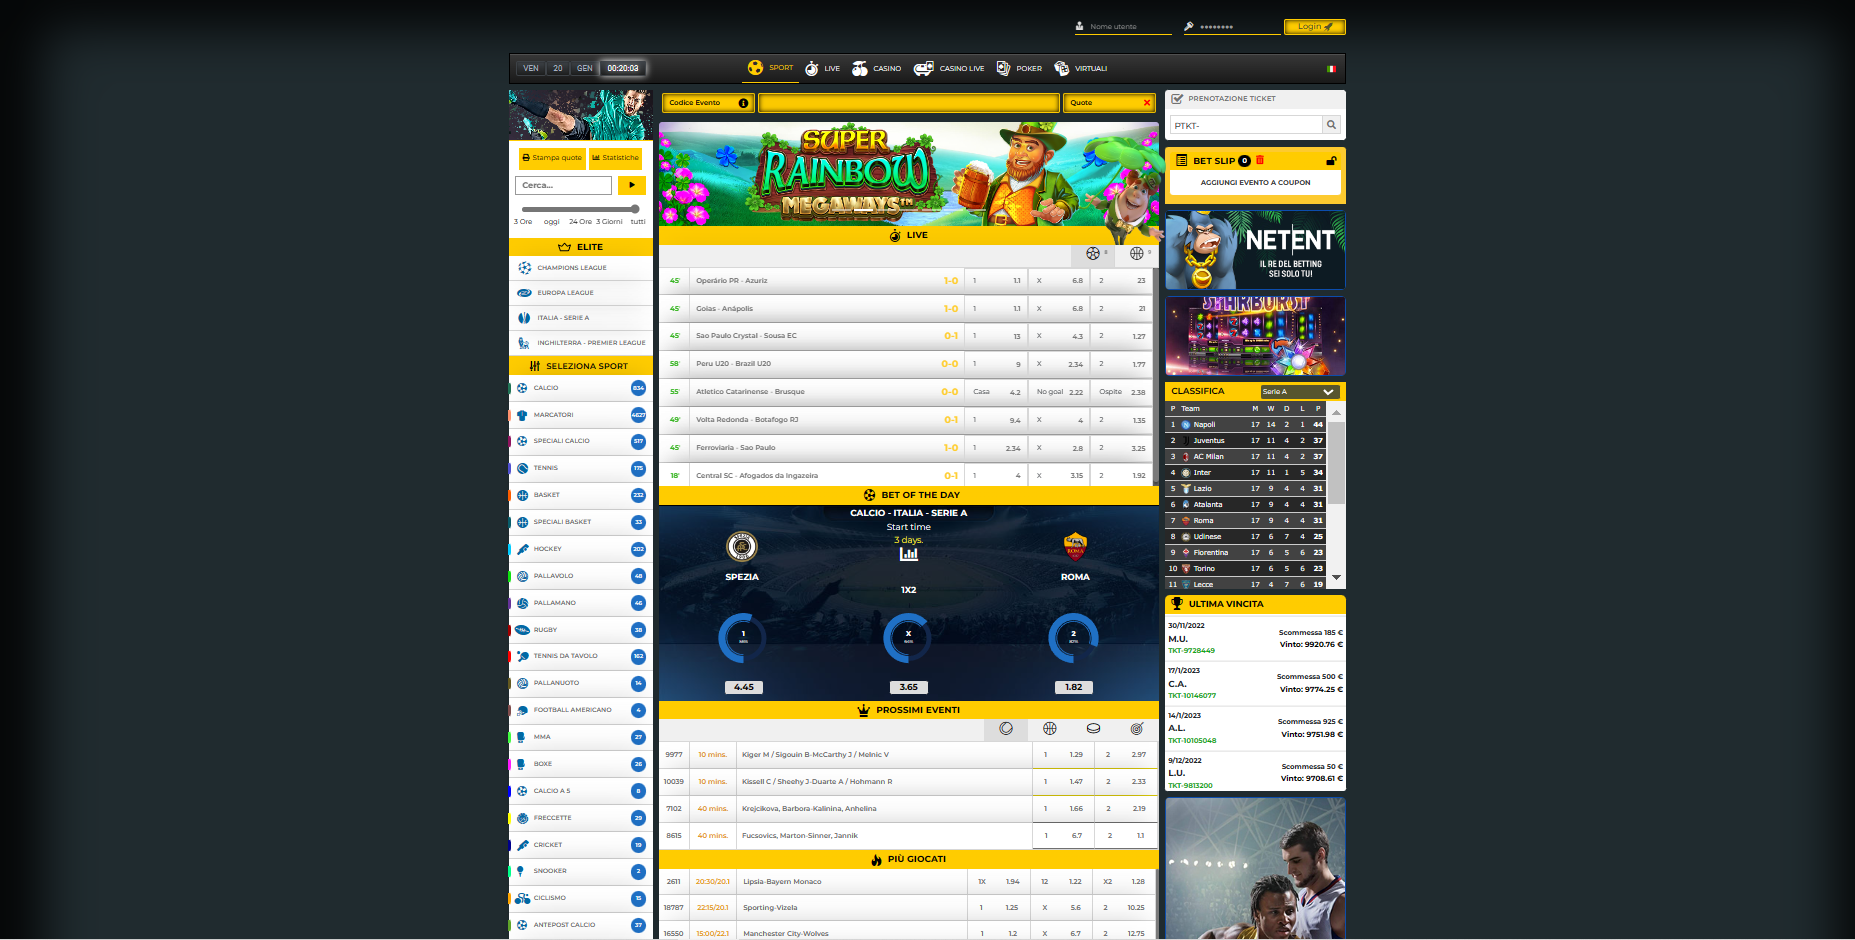 Nome utente
••••••••
Login
VEN 20 GEN 00:20:03
SPORT LIVE CASINO CASINO LIVE POKER VIRTUALI
Stampa quote Statistiche
Cerca...
3 Ore oggi 24 Ore 3 Giorni tutti
ELITE
CHAMPIONS LEAGUE
EUROPA LEAGUE
ITALIA - SERIE A
INGHILTERRA - PREMIER LEAGUE
SELEZIONA SPORT
CALCIO 834
MARCATORI 4627
SPECIALI CALCIO 517
TENNIS 175
BASKET 232
SPECIALI BASKET 33
HOCKEY 202
PALLAVOLO 48
PALLAMANO 46
RUGBY 38
TENNIS DA TAVOLO 162
PALLANUOTO 14
FOOTBALL AMERICANO 4
MMA 27
BOXE 26
CALCIO A 5 8
FRECCETTE 29
CRICKET 19
SNOOKER 2
CICLISMO 15
ANTEPOST CALCIO 37
Codice Evento Quote
SUPER
RAINBOW
MEGAWAYS™
LIVE
45' Operário PR - Azuriz 1-0 1 1.1 X 6.8 2 23
45' Goias - Anápolis 1-0 1 1.1 X 6.8 2 21
45' Sao Paulo Crystal - Sousa EC 0-1 1 13 X 4.3 2 1.27
58' Peru U20 - Brazil U20 0-0 1 9 X 2.34 2 1.77
55' Atletico Catarinense - Brusque 0-0 Casa 4.2 No goal 2.22 Ospite 2.38
49' Volta Redonda - Botafogo RJ 0-1 1 9.4 X 4 2 1.35
45' Ferroviaria - Sao Paulo 1-0 1 2.34 X 2.8 2 3.25
18' Central SC - Afogados da Ingazeira 0-1 1 4 X 3.15 2 1.92
BET OF THE DAY
CALCIO - ITALIA - SERIE A
Start time
3 days.
SPEZIA ROMA
1X2
1 X 2
4.45 3.65 1.82
PROSSIMI EVENTI
9977 10 mins. Kiger M / Sigouin B-McCarthy J / Melnic V 1 1.29 2 2.97
10039 10 mins. Kissell C / Sheehy J-Duarte A / Hohmann R 1 1.47 2 2.33
7102 40 mins. Krejcikova, Barbora-Kalinina, Anhelina 1 1.66 2 2.19
8615 40 mins. Fucsovics, Marton-Sinner, Jannik 1 6.7 2 1.1
PIÙ GIOCATI
2611 20:30/20.1 Lipsia-Bayern Monaco 1X 1.94 12 1.22 X2 1.28
18787 22:15/20.1 Sporting-Vizela 1 1.25 X 5.6 2 10.25
16550 15:00/22.1 Manchester City-Wolves 1 1.2 X 6.7 2 12.75
PRENOTAZIONE TICKET
PTKT-
BET SLIP 0
AGGIUNGI EVENTO A COUPON
NETENT
IL RE DEL BETTING
SEI SOLO TU!
STARBURST
CLASSIFICA Serie A
P Team M W D L P
1 Napoli 17 14 2 1 44
2 Juventus 17 11 4 2 37
3 AC Milan 17 11 4 2 37
4 Inter 17 11 1 5 34
5 Lazio 17 9 4 4 31
6 Atalanta 17 9 4 4 31
7 Roma 17 9 4 4 31
8 Udinese 17 6 7 4 25
9 Fiorentina 17 6 5 6 23
10 Torino 17 6 5 6 23
11 Lecce 17 4 7 6 19
ULTIMA VINCITA
30/11/2022
M.U.
TKT-9728449
Scommessa 185 €
Vinto: 9920.76 €
17/1/2023
C.A.
TKT-10146077
Scommessa 500 €
Vinto: 9774.25 €
14/1/2023
A.L.
TKT-10105048
Scommessa 925 €
Vinto: 9751.98 €
9/12/2022
L.U.
TKT-9813200
Scommessa 50 €
Vinto: 9708.61 €